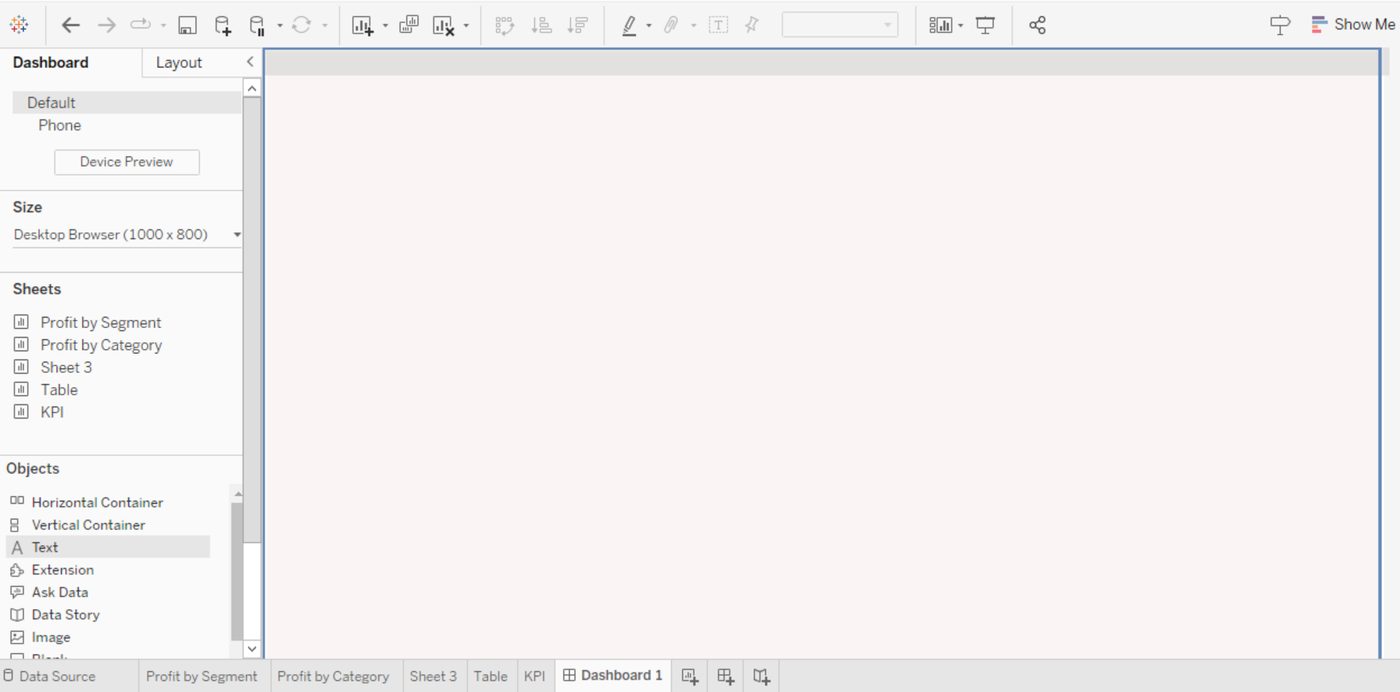 Show Me
Dashboard
Layout
Default
Phone
Device Preview
Size
Desktop Browser (1000 x 800)
Sheets
Profit by Segment
Profit by Category
Sheet 3
Table
KPI
Objects
Horizontal Container
Vertical Container
Text
Extension
Ask Data
Data Story
Image
Data Source
Profit by Segment
Profit by Category
Sheet 3
Table
KPI
Dashboard 1